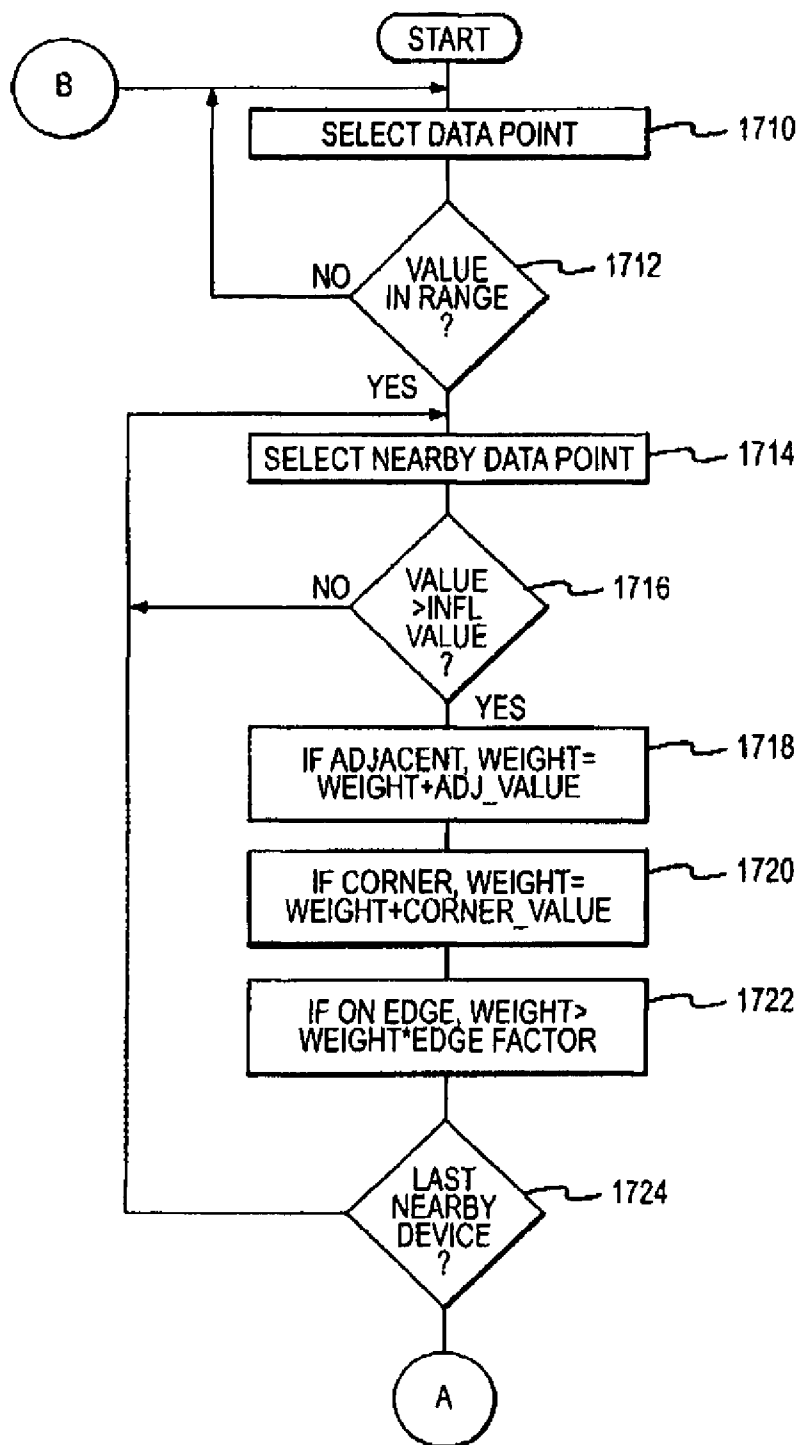 START
B
SELECT DATA POINT
1710
VALUE
IN RANGE
?
1712
NO
YES
SELECT NEARBY DATA POINT
1714
VALUE
>INFL
VALUE
?
1716
NO
YES
IF ADJACENT, WEIGHT=
WEIGHT+ADJ_VALUE
1718
IF CORNER, WEIGHT=
WEIGHT+CORNER_VALUE
1720
IF ON EDGE, WEIGHT>
WEIGHT*EDGE FACTOR
1722
LAST
NEARBY
DEVICE
?
1724
A